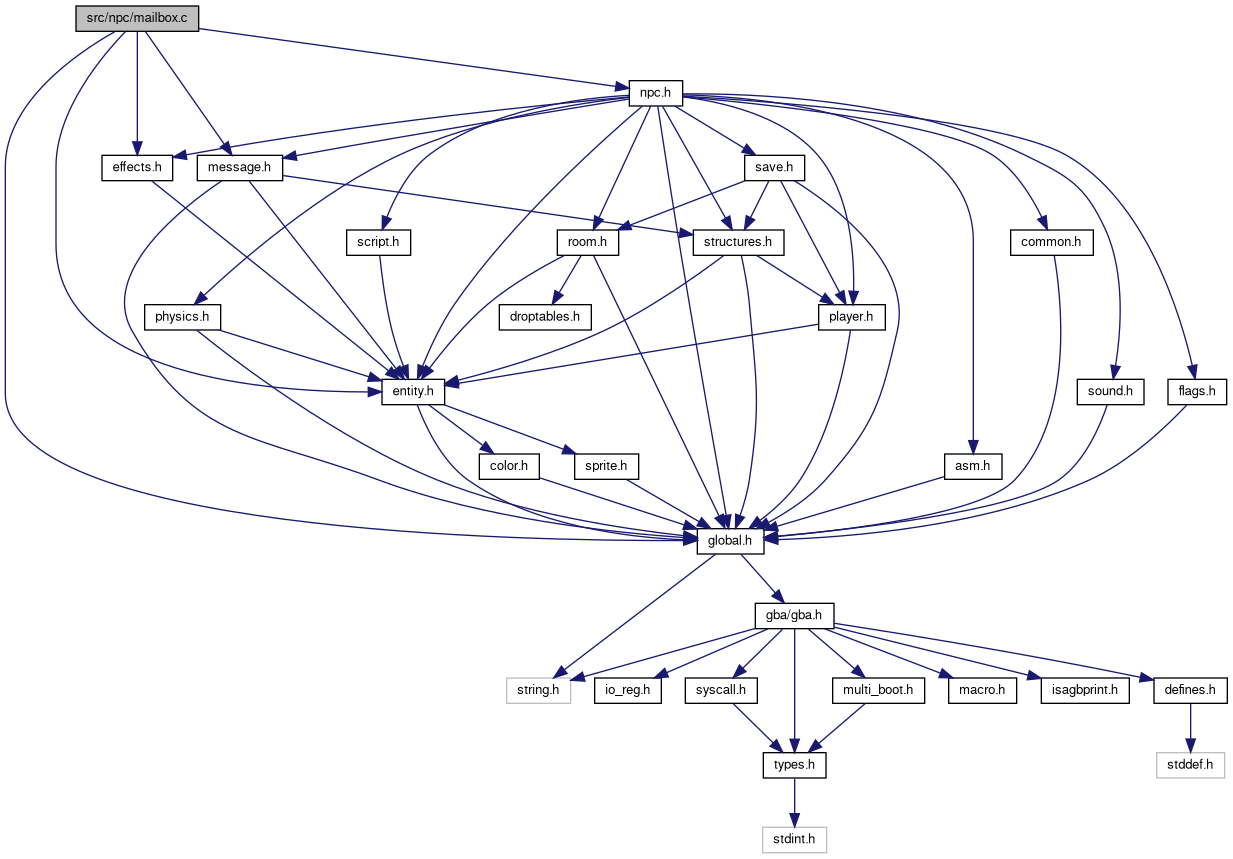 src/npc/mailbox.c
npc.h
effects.h
message.h
save.h
script.h
room.h
structures.h
common.h
physics.h
droptables.h
player.h
entity.h
sound.h
flags.h
color.h
sprite.h
asm.h
global.h
gba/gba.h
string.h
io_reg.h
syscall.h
multi_boot.h
macro.h
isagbprint.h
defines.h
types.h
stddef.h
stdint.h